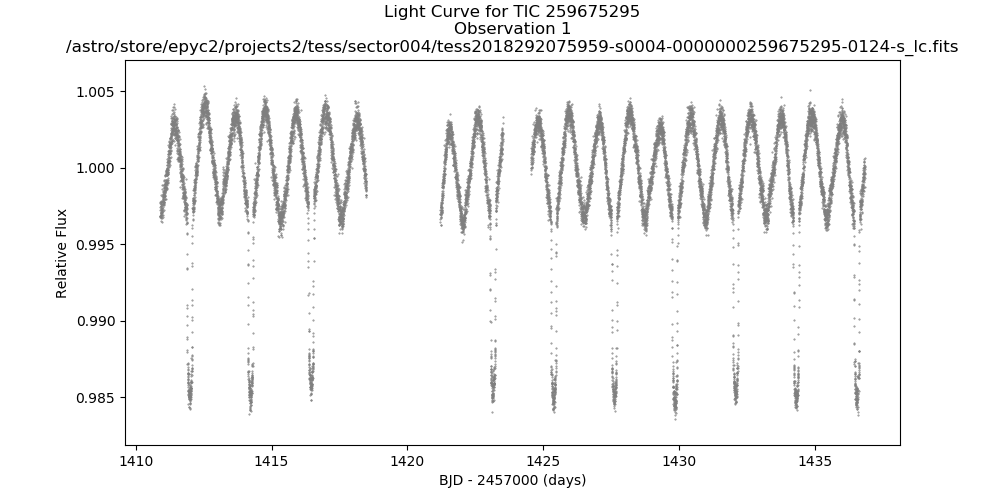 Light Curve for TIC 259675295
Observation 1
/astro/store/epyc2/projects2/tess/sector004/tess2018292075959-s0004-0000000259675295-0124-s_lc.fits
1.005
1.000
0.995
0.990
0.985
Relative Flux
1410 1415 1420 1425 1430 1435
BJD - 2457000 (days)